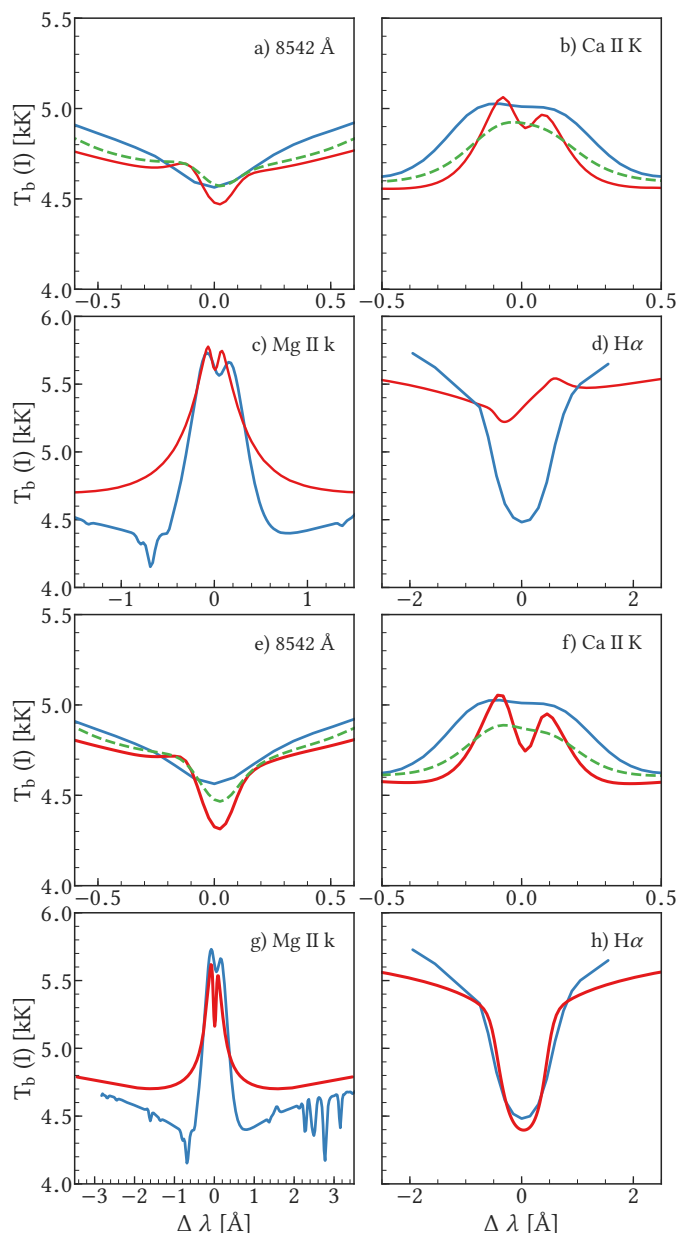 5.5
a) 8542 Å
b) Ca II K
5.0
T_b (I) [kK]
4.5
4.0
−0.5 0.0 0.5 −0.5 0.0 0.5
6.0
c) Mg II k
d) Hα
5.5
T_b (I) [kK]
5.0
4.5
4.0
−1 0 1 −2 0 2
5.5
e) 8542 Å
f) Ca II K
5.0
T_b (I) [kK]
4.5
4.0
−0.5 0.0 0.5 −0.5 0.0 0.5
6.0
g) Mg II k
h) Hα
5.5
T_b (I) [kK]
5.0
4.5
4.0
−3 −2 −1 0 1 2 3 −2 0 2
Δ λ [Å] Δ λ [Å]